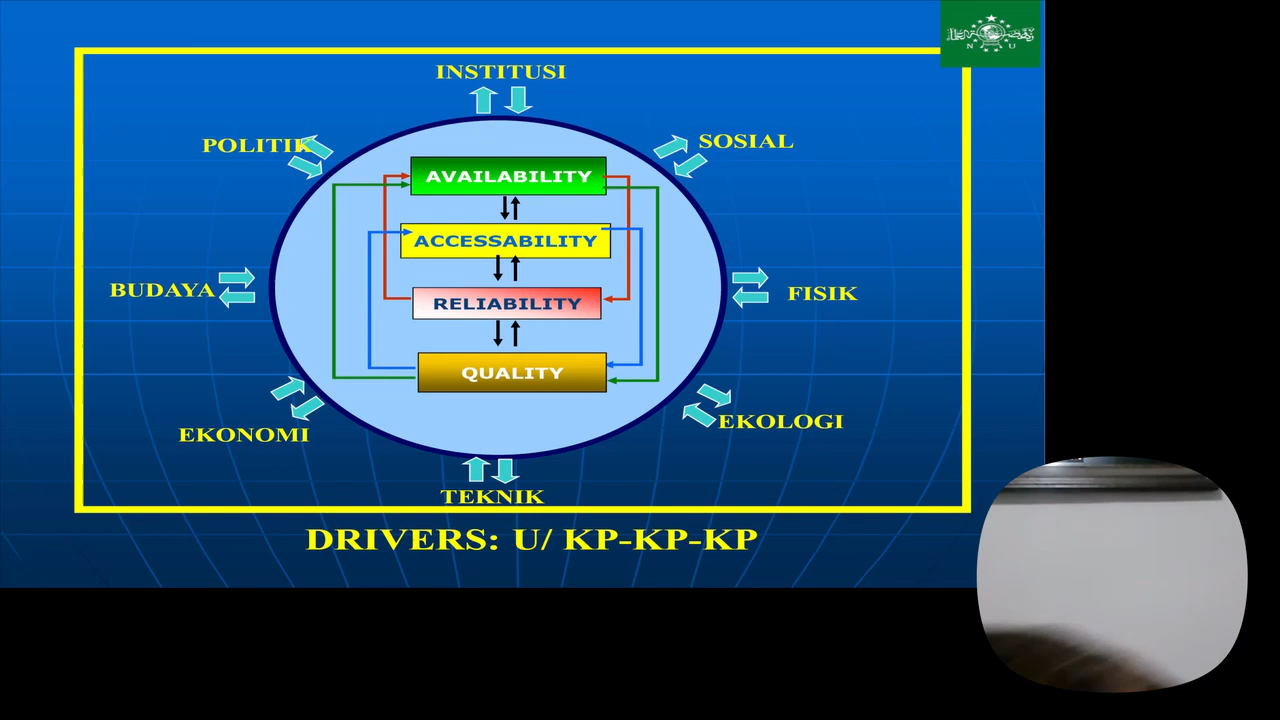 N U
INSTITUSI
POLITIK
SOSIAL
AVAILABILITY
ACCESSABILITY
BUDAYA
RELIABILITY
FISIK
QUALITY
EKONOMI
EKOLOGI
TEKNIK
DRIVERS: U/ KP-KP-KP